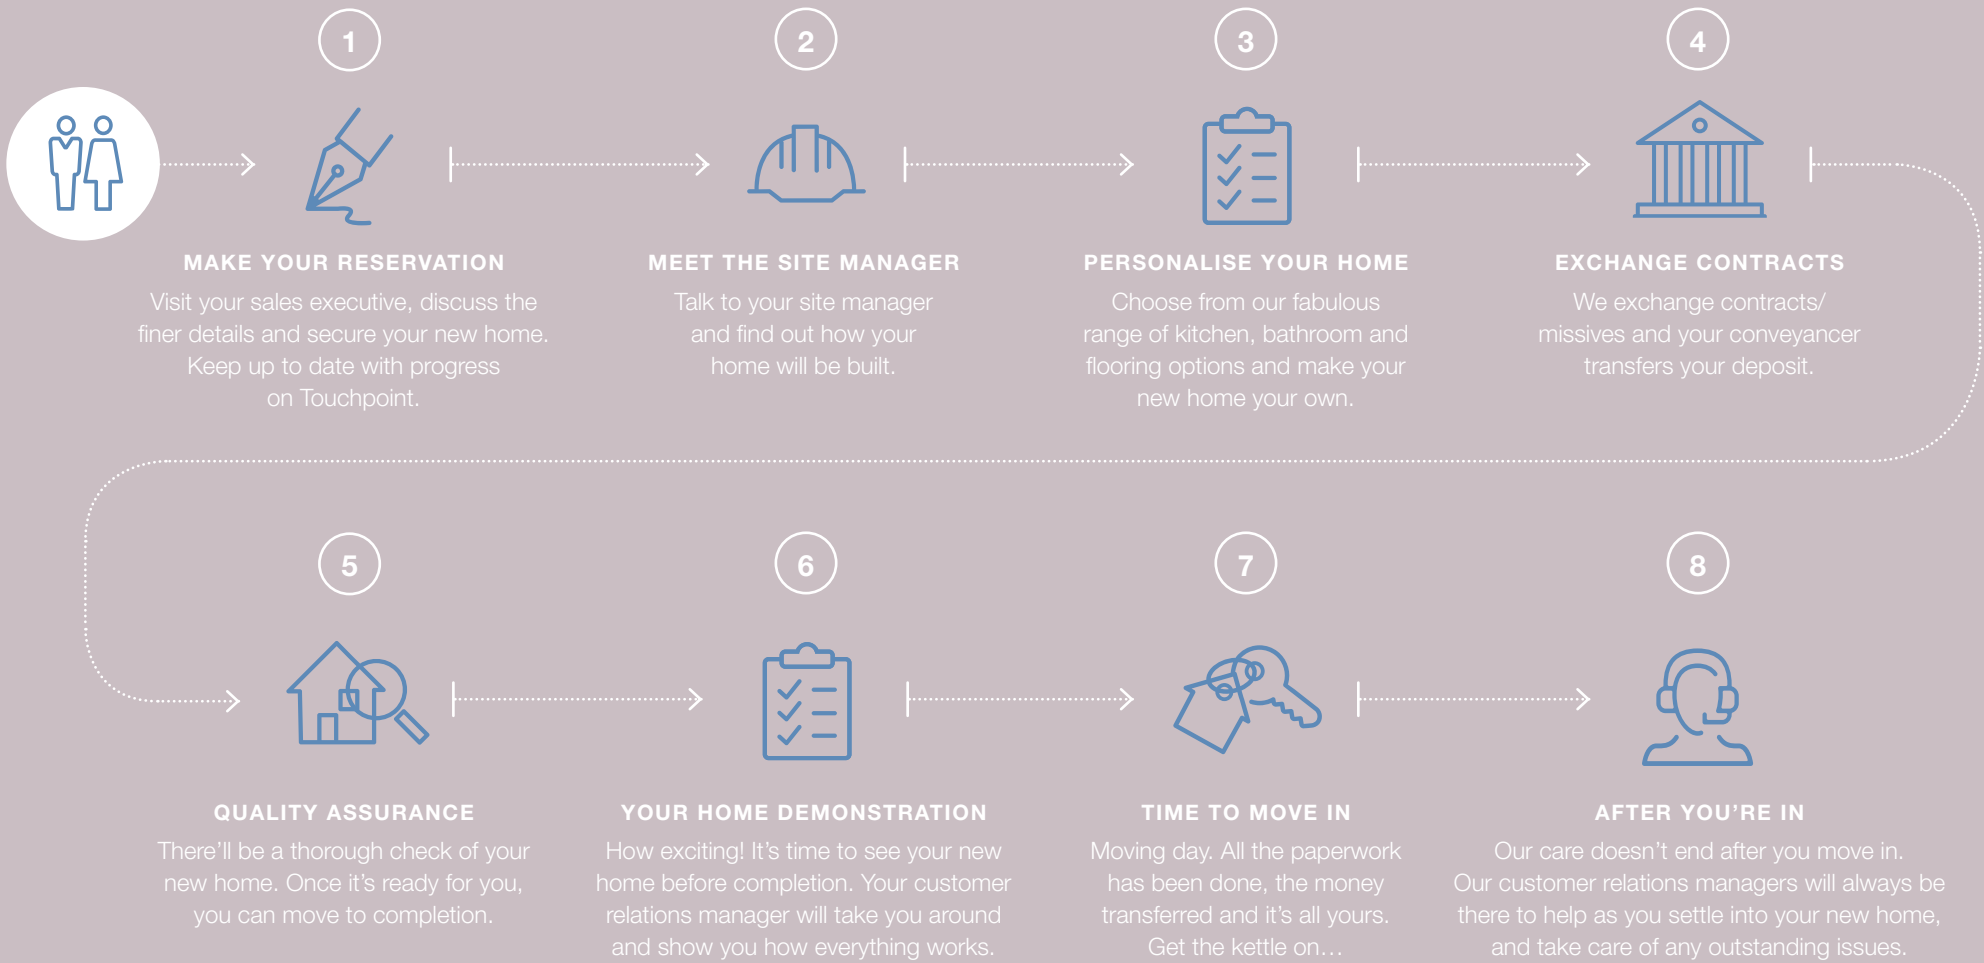 1
MAKE YOUR RESERVATION
Visit your sales executive, discuss the
finer details and secure your new home.
Keep up to date with progress
on Touchpoint.
2
MEET THE SITE MANAGER
Talk to your site manager
and find out how your
home will be built.
3
PERSONALISE YOUR HOME
Choose from our fabulous
range of kitchen, bathroom and
flooring options and make your
new home your own.
4
EXCHANGE CONTRACTS
We exchange contracts/
missives and your conveyancer
transfers your deposit.
5
QUALITY ASSURANCE
There'll be a thorough check of your
new home. Once it's ready for you,
you can move to completion.
6
YOUR HOME DEMONSTRATION
How exciting! It's time to see your new
home before completion. Your customer
relations manager will take you around
and show you how everything works.
7
TIME TO MOVE IN
Moving day. All the paperwork
has been done, the money
transferred and it's all yours.
Get the kettle on…
8
AFTER YOU'RE IN
Our care doesn't end after you move in.
Our customer relations managers will always be
there to help as you settle into your new home,
and take care of any outstanding issues.